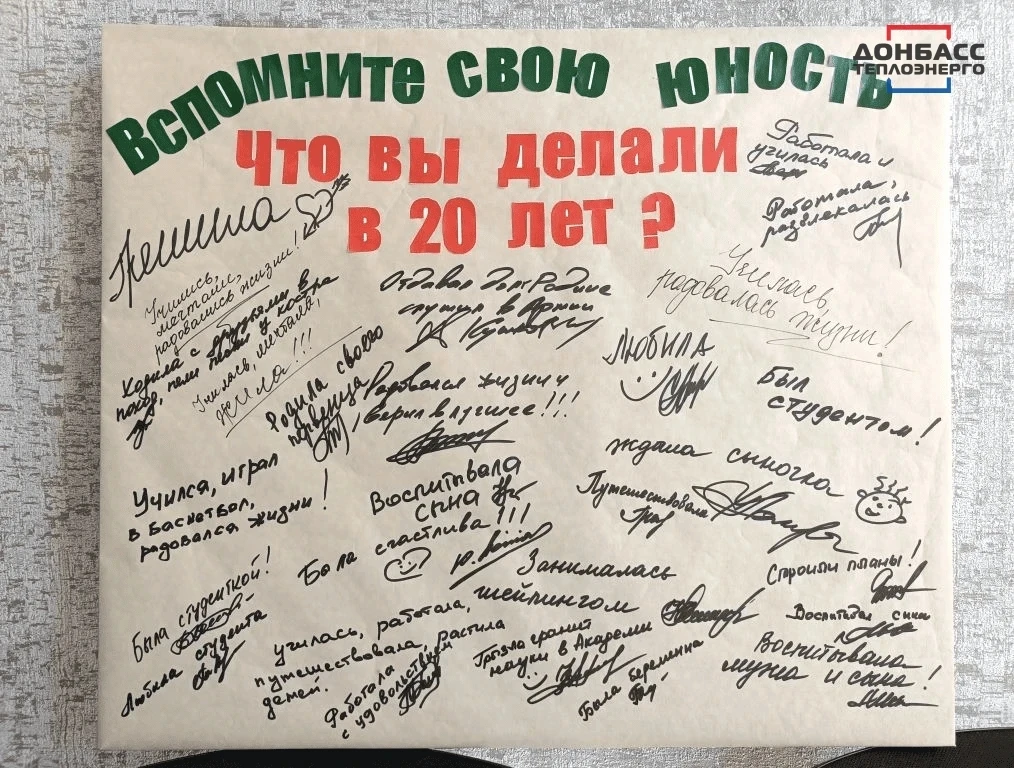 ДОНБАСС
ТЕПЛОЭНЕРГО
Вспомните свою юность
Что вы делали
в 20 лет?
Работала и
училась
Работала,
развлекалась
Учились,
мечтали,
радовались жизни!
Ходила с друзьями в
поход, пели песни у костра
Училась, мечтала,
жила!!!
Отдавал долг Родине
служил в Армии
Училась,
радовалась жизни!
Родила своего
первенца
Радовался жизни и
верил в лучшее!!!
ЛЮБИЛА
Был
студентом!
Учился, играл
в баскетбол,
радовался жизни!
Воспитывала
сына
ждала сыночка
Путешествовала
Была счастлива!!!
Занималась
шейпингом
Строили планы!
Была студенткой!
Любила студента
училась, работала,
путешествовала,
детей.
Работала
с удовольствием растила
Грызла гранит
науки в Академии
Была беременна
Воспитывал сына
Воспитывала
мужа и сына!